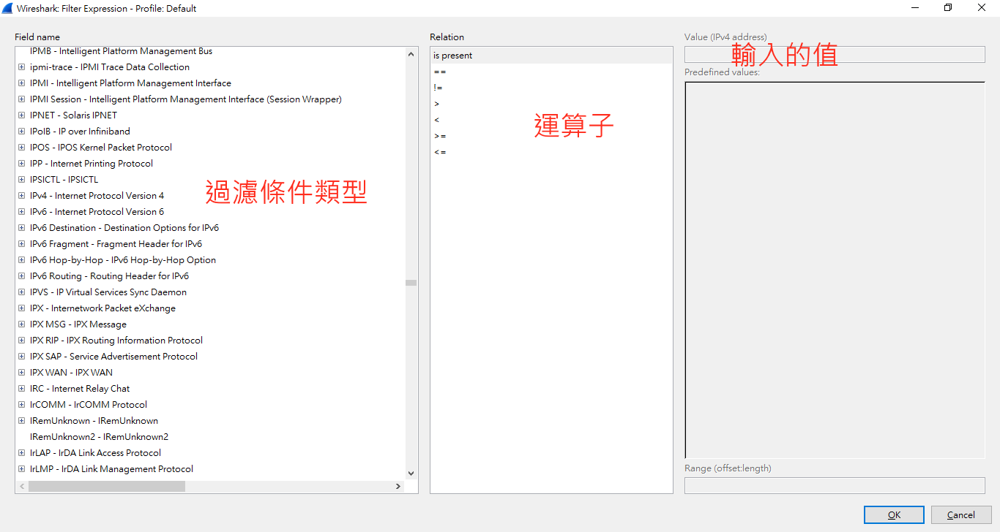 Wireshark: Filter Expression - Profile: Default
Field name
IPMB - Intelligent Platform Management Bus
ipmi-trace - IPMI Trace Data Collection
IPMI - Intelligent Platform Management Interface
IPMI Session - Intelligent Platform Management Interface (Session Wrapper)
IPNET - Solaris IPNET
IPoIB - IP over Infiniband
IPOS - IPOS Kernel Packet Protocol
IPP - Internet Printing Protocol
IPSICTL - IPSICTL
IPv4 - Internet Protocol Version 4
IPv6 - Internet Protocol Version 6
IPv6 Destination - Destination Options for IPv6
IPv6 Fragment - Fragment Header for IPv6
IPv6 Hop-by-Hop - IPv6 Hop-by-Hop Option
IPv6 Routing - Routing Header for IPv6
IPVS - IP Virtual Services Sync Daemon
IPX - Internetwork Packet eXchange
IPX MSG - IPX Message
IPX RIP - IPX Routing Information Protocol
IPX SAP - Service Advertisement Protocol
IPX WAN - IPX WAN
IRC - Internet Relay Chat
IrCOMM - IrCOMM Protocol
IRemUnknown - IRemUnknown
IRemUnknown2 - IRemUnknown2
IrLAP - IrDA Link Access Protocol
IrLMP - IrDA Link Management Protocol
過濾條件類型
Relation
is present
==
!=
>
<
>=
<=
運算子
Value (IPv4 address)
輸入的值
Predefined values:
Range (offset:length)
OK
Cancel